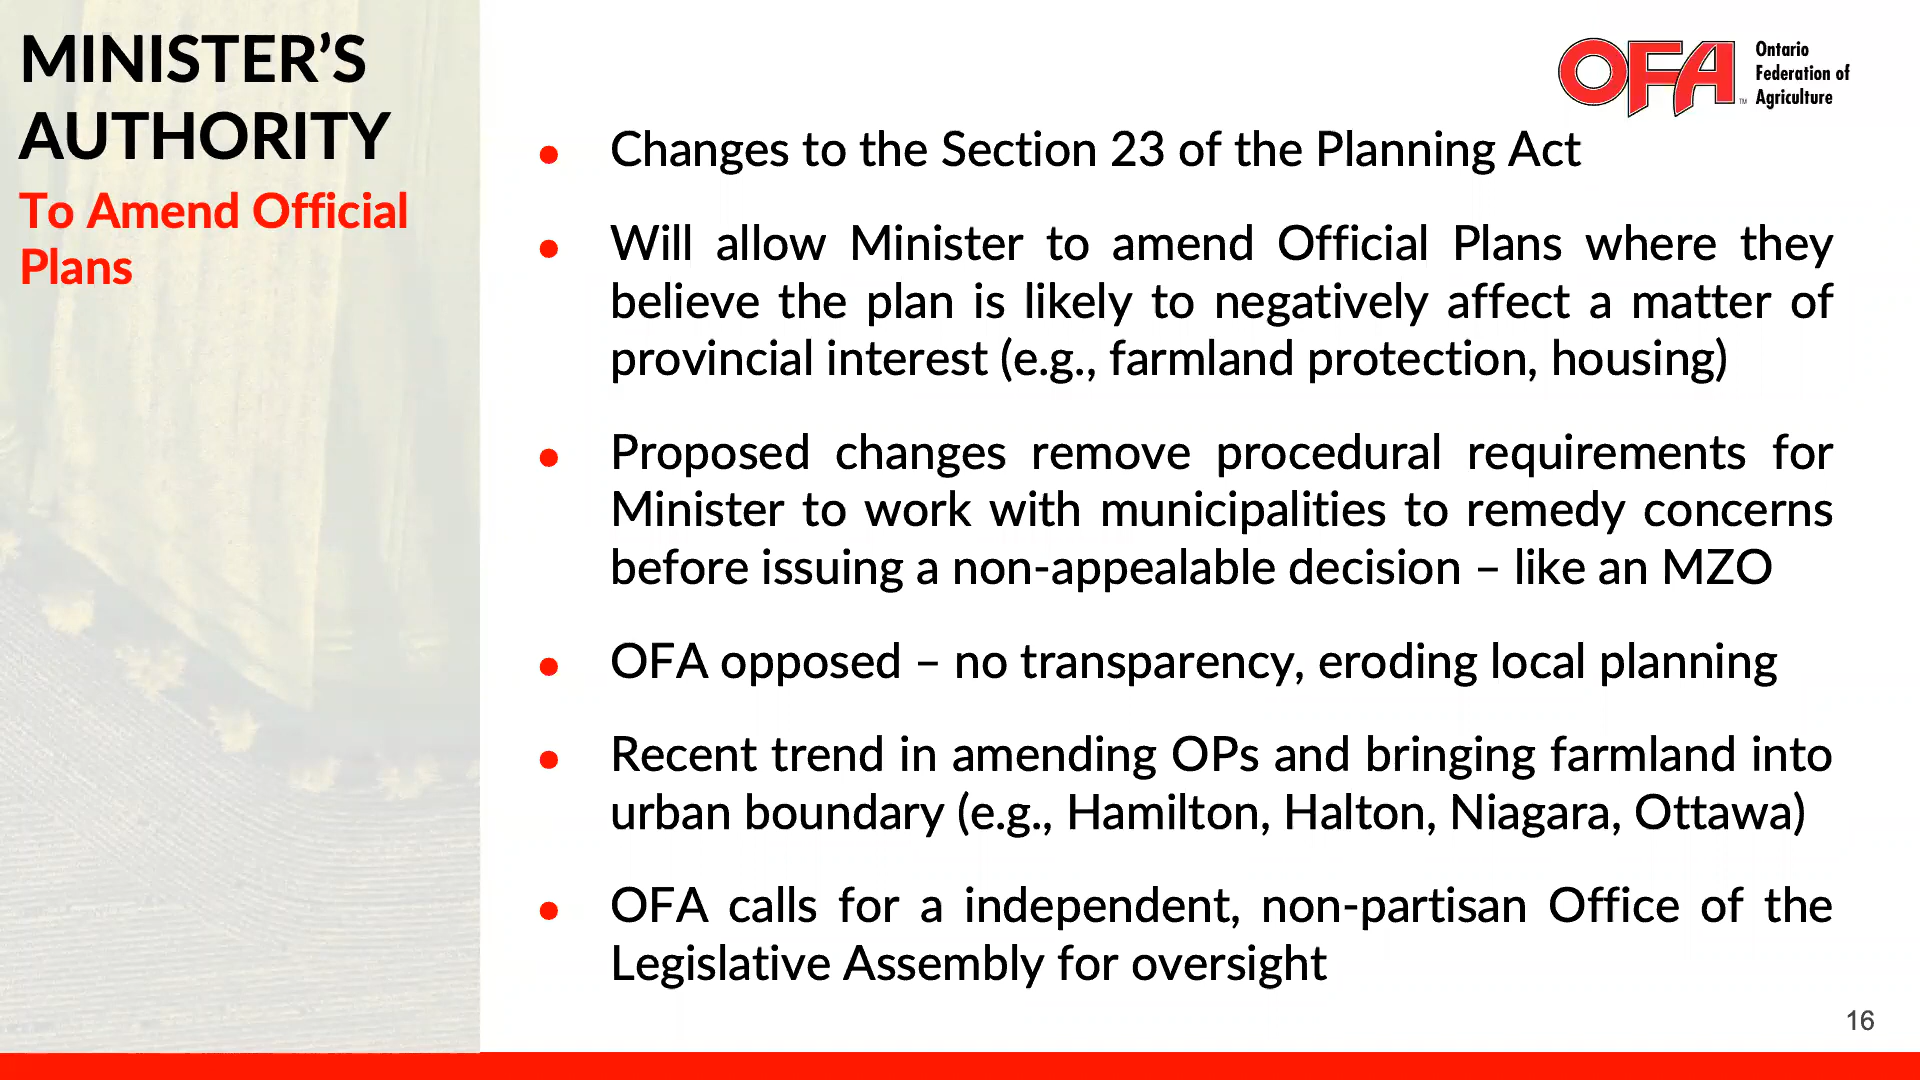 MINISTER’S
AUTHORITY
To Amend Official
Plans
OFA
TM
Ontario
Federation of
Agriculture
● Changes to the Section 23 of the Planning Act
● Will allow Minister to amend Official Plans where they
believe the plan is likely to negatively affect a matter of
provincial interest (e.g., farmland protection, housing)
● Proposed changes remove procedural requirements for
Minister to work with municipalities to remedy concerns
before issuing a non-appealable decision – like an MZO
● OFA opposed – no transparency, eroding local planning
● Recent trend in amending OPs and bringing farmland into
urban boundary (e.g., Hamilton, Halton, Niagara, Ottawa)
● OFA calls for a independent, non-partisan Office of the
Legislative Assembly for oversight
16